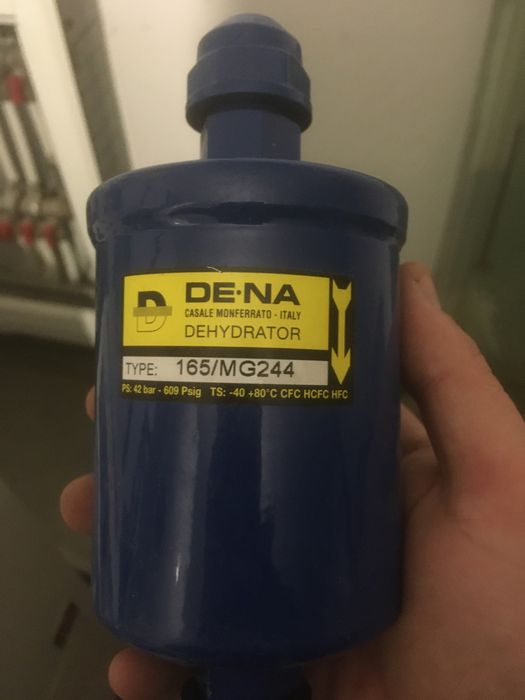 D
DE·NA
CASALE MONFERRATO - ITALY
DEHYDRATOR
TYPE: 165/MG244
PS: 42 bar - 609 Psig TS: -40 +80°C CFC HCFC HFC